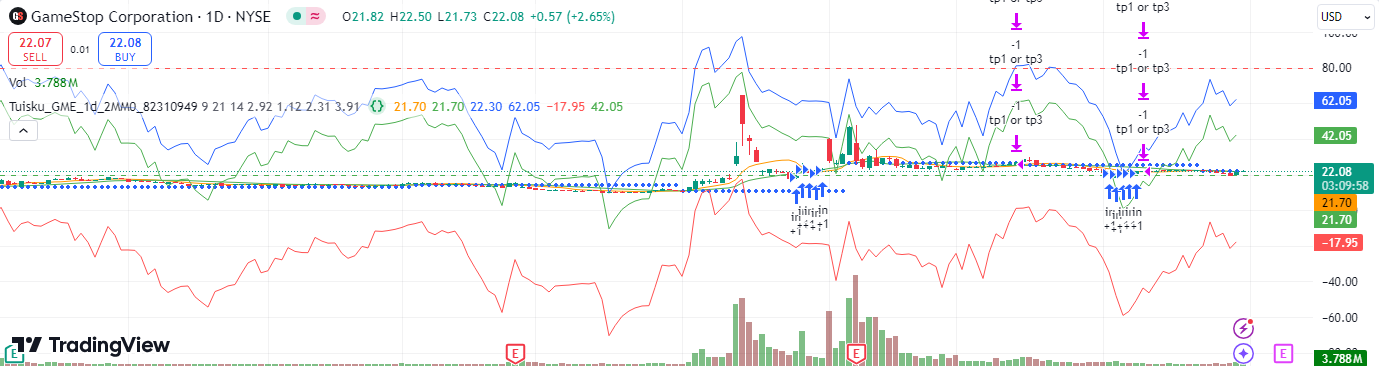 GameStop Corporation · 1D · NYSE O21.82 H22.50 L21.73 C22.08 +0.57 (+2.65%)
USD
22.07 SELL
0.01
22.08 BUY
Vol 3.788M
Tuisku_GME_1d_2MM0_82310949 9 21 14 2.92 1.12 2.31 3.91 21.70 21.70 22.30 62.05 −17.95 42.05
tp1 or tp3
-1
tp1 or tp3
-1
tp1 or tp3
tp1 or tp3
-1
tp1 or tp3
-1
tp1 or tp3
80.00
62.05
42.05
22.08
03:09:58
21.70
21.70
−17.95
−40.00
−60.00
3.788M
E
E
E
E
TradingView